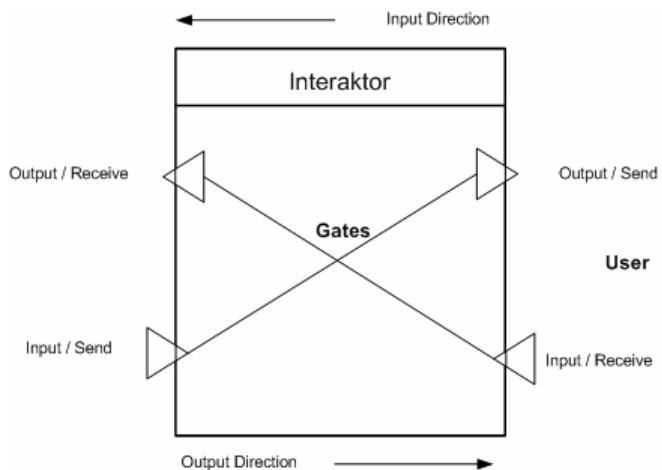 Input Direction
Interaktor
Output / Receive
Output / Send
Gates
User
Input / Send
Input / Receive
Output Direction